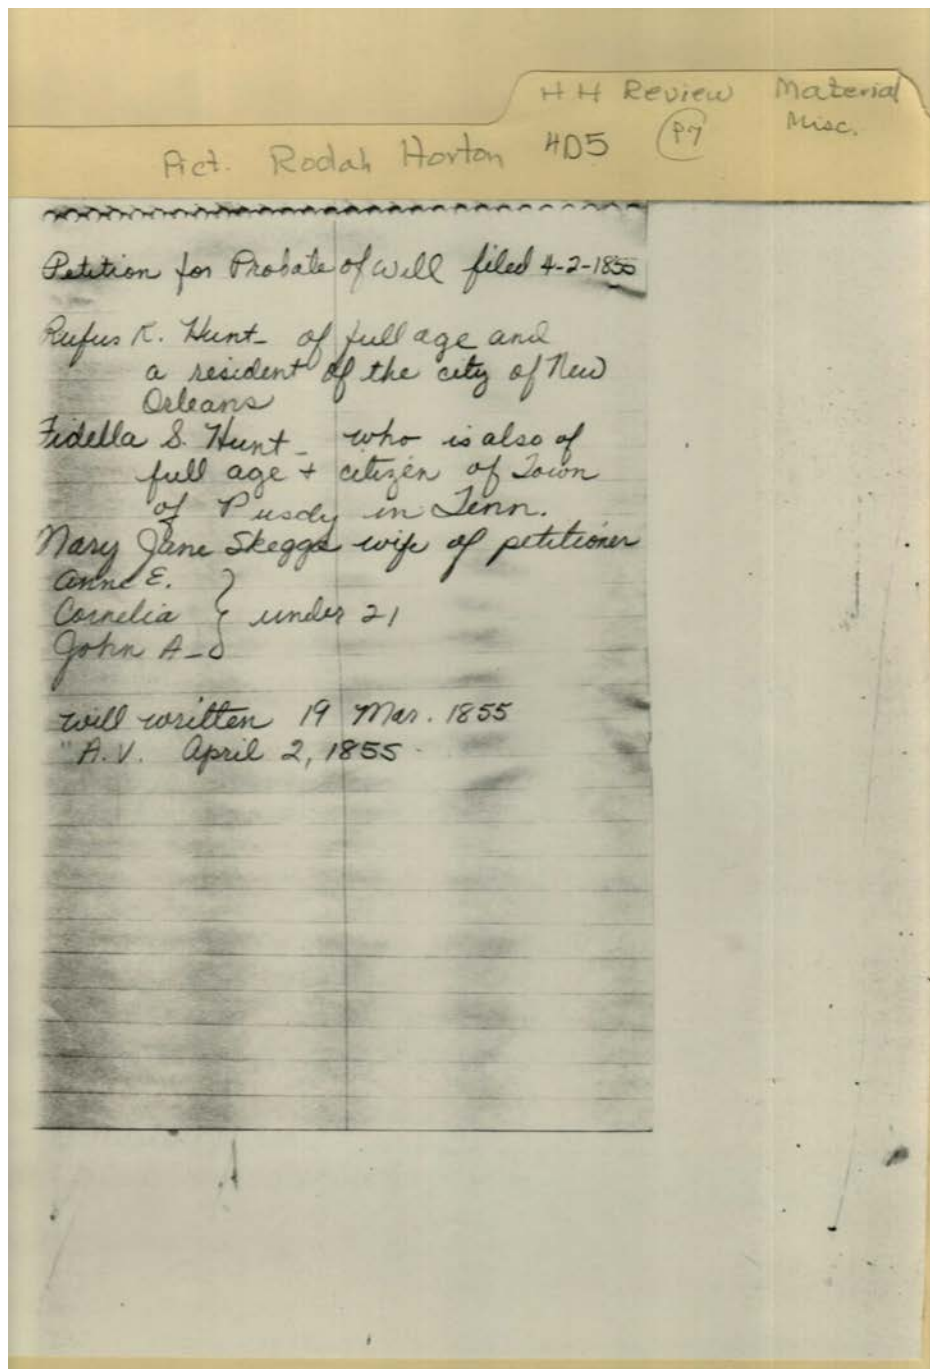 HH Review Material
4D5 P7 Misc.
Pict. Rodah Horton
Petition for Probate of will filed 4-2-1855
Rufus K. Hunt - of full age and
a resident of the city of New
Orleans
Fidella S. Hunt - who is also of
full age + citizen of Town
of Pusdy in Tenn.
Mary Jane Skeggs wife of petitioner
Anne E.
Cornelia } under 21
John A -
will written 19 Mar. 1855
" A.V. April 2, 1855